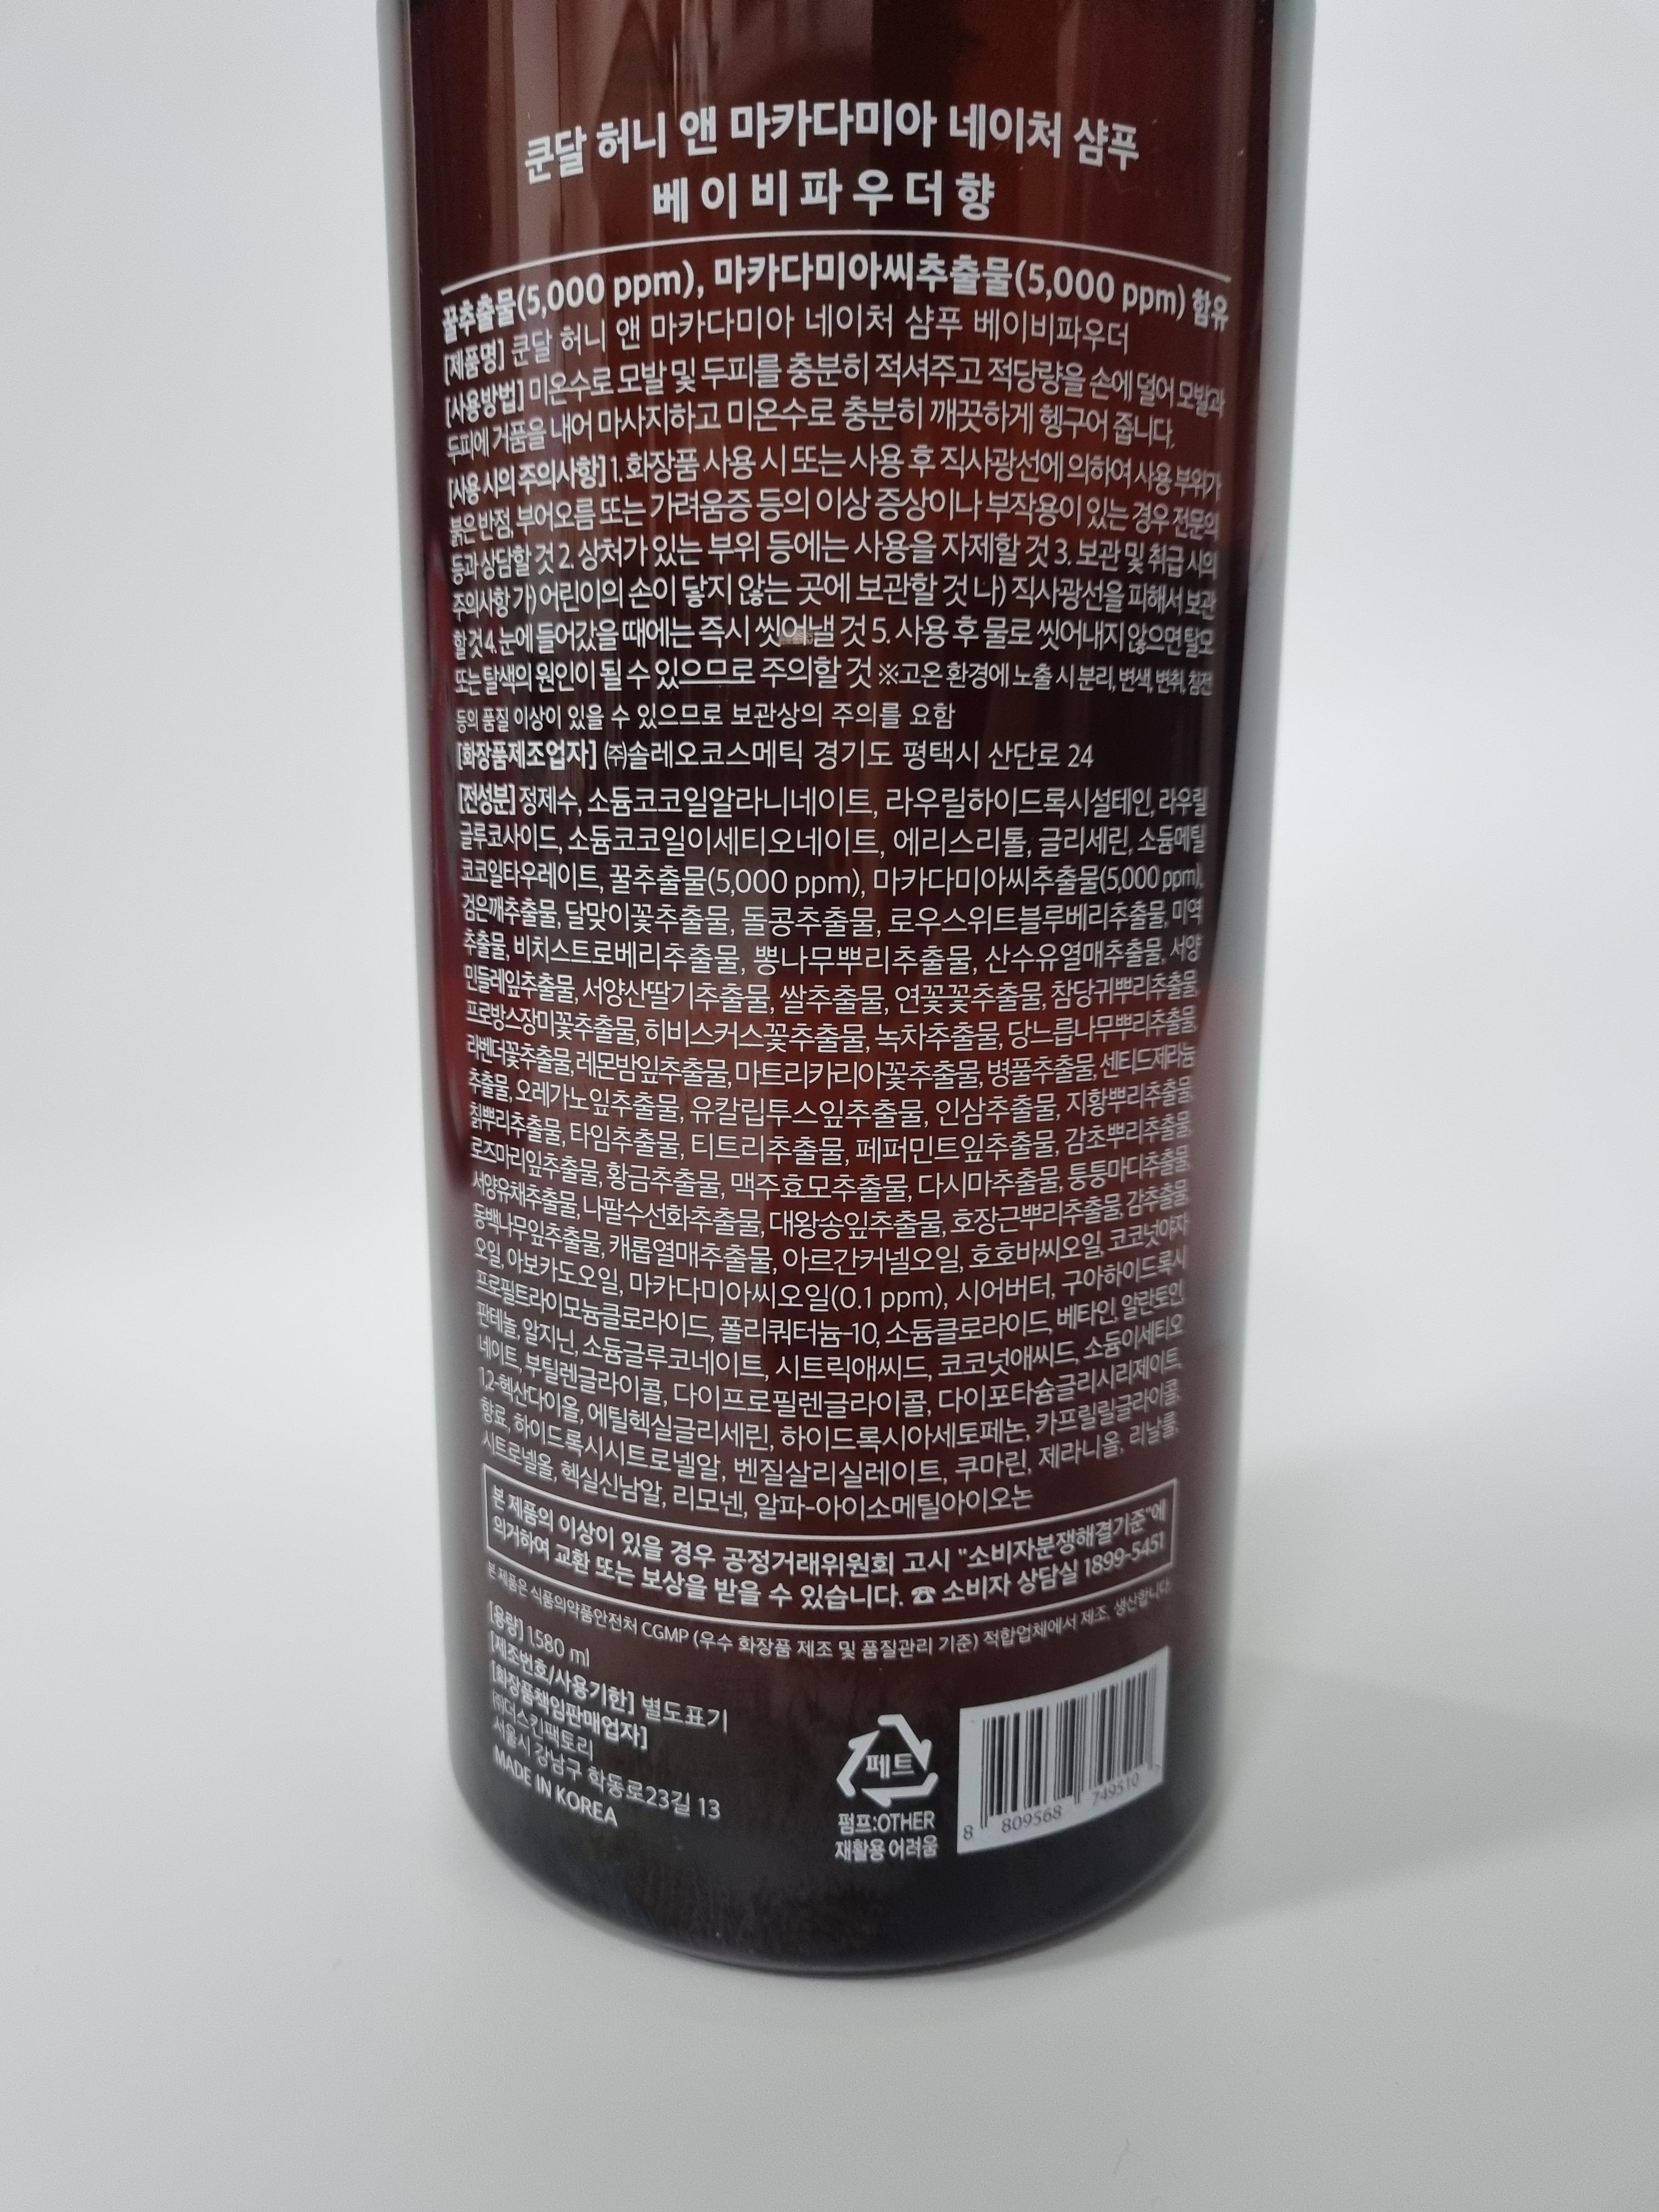 쿤달 허니 앤 마카다미아 네이처 샴푸
베이비파우더향
꿀추출물(5,000 ppm), 마카다미아씨추출물(5,000 ppm) 함유
[제품명] 쿤달 허니 앤 마카다미아 네이처 샴푸 베이비파우더
[사용방법] 미온수로 모발 및 두피를 충분히 적셔주고 적당량을 손에 덜어 모발과
두피에 거품을 내어 마사지하고 미온수로 충분히 깨끗하게 헹구어 줍니다.
[사용 시의 주의사항] 1. 화장품 사용 시 또는 사용 후 직사광선에 의하여 사용 부위가
붉은 반점, 부어오름 또는 가려움증 등의 이상 증상이나 부작용이 있는 경우 전문의
등과 상담할 것 2. 상처가 있는 부위 등에는 사용을 자제할 것 3. 보관 및 취급 시의
주의사항 가) 어린이의 손이 닿지 않는 곳에 보관할 것 나) 직사광선을 피해서 보관
할 것 4. 눈에 들어갔을 때에는 즉시 씻어낼 것 5. 사용 후 물로 씻어내지 않으면 탈모
또는 탈색의 원인이 될 수 있으므로 주의할 것 ※고온 환경에 노출 시 분리, 변색, 변취, 침전
등의 품질 이상이 있을 수 있으므로 보관상의 주의를 요함
[화장품제조업자] ㈜솔레오코스메틱 경기도 평택시 산단로 24
[전성분] 정제수, 소듐코코일알라니네이트, 라우릴하이드록시설테인, 라우릴
글루코사이드, 소듐코코일이세티오네이트, 에리스리톨, 글리세린, 소듐메틸
코코일타우레이트, 꿀추출물(5,000 ppm), 마카다미아씨추출물(5,000 ppm),
검은깨추출물, 달맞이꽃추출물, 돌콩추출물, 로우스위트블루베리추출물, 미역
추출물, 비치스트로베리추출물, 뽕나무뿌리추출물, 산수유열매추출물, 서양
민들레잎추출물, 서양산딸기추출물, 쌀추출물, 연꽃꽃추출물, 참당귀뿌리추출물,
프로방스장미꽃추출물, 히비스커스꽃추출물, 녹차추출물, 당느릅나무뿌리추출물,
라벤더꽃추출물, 레몬밤잎추출물, 마트리카리아꽃추출물, 병풀추출물, 센티드제라늄
추출물, 오레가노잎추출물, 유칼립투스잎추출물, 인삼추출물, 지황뿌리추출물,
칡뿌리추출물, 타임추출물, 티트리추출물, 페퍼민트잎추출물, 감초뿌리추출물,
로즈마리잎추출물, 황금추출물, 맥주효모추출물, 다시마추출물, 퉁퉁마디추출물,
서양유채추출물, 나팔수선화추출물, 대왕송잎추출물, 호장근뿌리추출물, 감추출물,
동백나무잎추출물, 캐롭열매추출물, 아르간커넬오일, 호호바씨오일, 코코넛야자
오일, 아보카도오일, 마카다미아씨오일(0.1 ppm), 시어버터, 구아하이드록시
프로필트라이모늄클로라이드, 폴리쿼터늄-10, 소듐클로라이드, 베타인, 알란토인,
판테놀, 알지닌, 소듐글루코네이트, 시트릭애씨드, 코코넛애씨드, 소듐이세티오
네이트, 부틸렌글라이콜, 다이프로필렌글라이콜, 다이포타슘글리시리제이트,
1,2-헥산다이올, 에틸헥실글리세린, 하이드록시아세토페논, 카프릴릴글라이콜,
향료, 하이드록시시트로넬알, 벤질살리실레이트, 쿠마린, 제라니올, 리날룰,
시트로넬올, 헥실신남알, 리모넨, 알파-아이소메틸아이오논
본 제품의 이상이 있을 경우 공정거래위원회 고시 "소비자분쟁해결기준"에
의거하여 교환 또는 보상을 받을 수 있습니다. ☎ 소비자 상담실 1899-5451
본 제품은 식품의약품안전처 CGMP (우수 화장품 제조 및 품질관리 기준) 적합업체에서 제조, 생산합니다.
[용량] 1,580 ml
[제조번호/사용기한] 별도표기
[화장품책임판매업자]
㈜더스킨팩토리
서울시 강남구 학동로23길 13
MADE IN KOREA
페트
펌프:OTHER
재활용 어려움
8 809568 749510